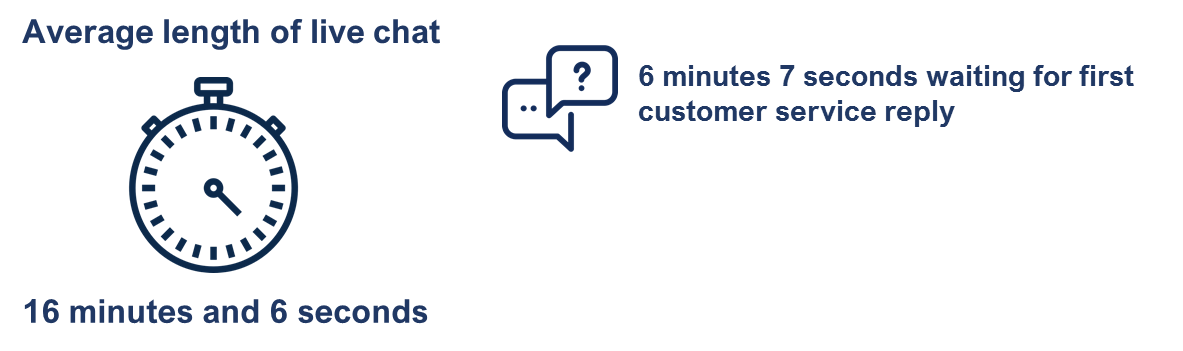 Average length of live chat
?
6 minutes 7 seconds waiting for first
customer service reply
16 minutes and 6 seconds